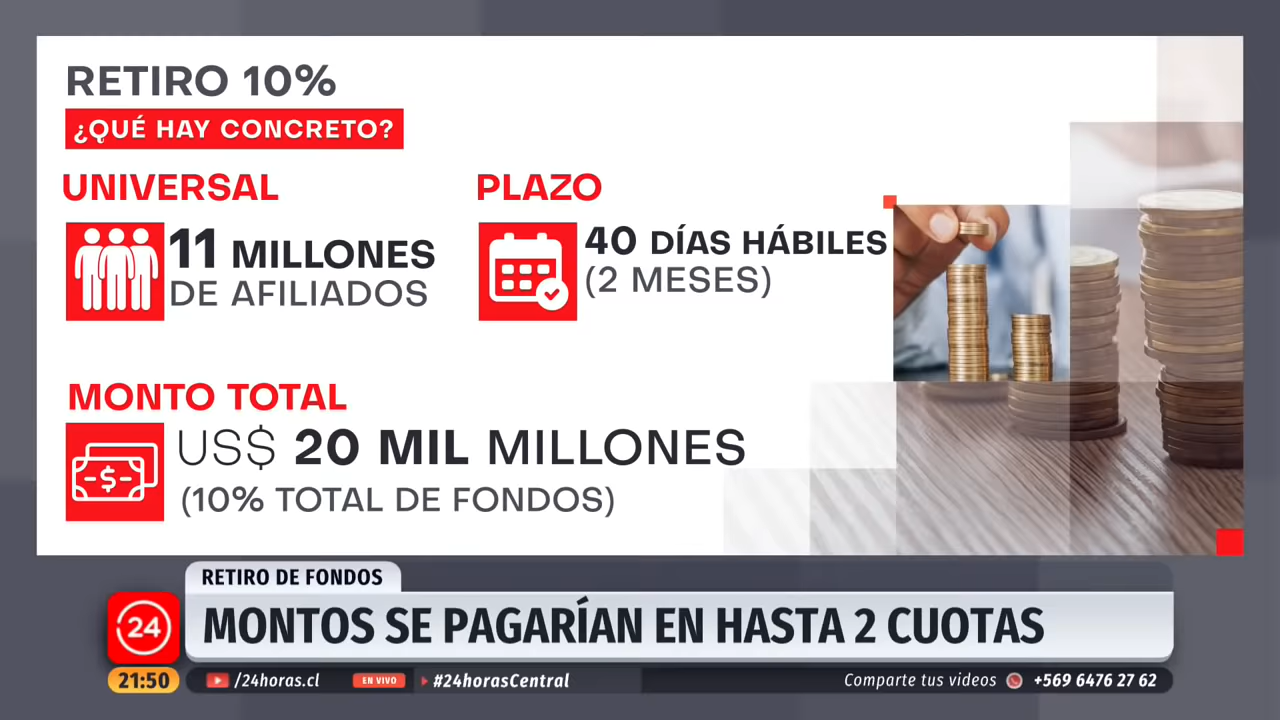 RETIRO 10%
¿QUÉ HAY CONCRETO?
UNIVERSAL
11 MILLONES
DE AFILIADOS
PLAZO
40 DÍAS HÁBILES
(2 MESES)
MONTO TOTAL
US$ 20 MIL MILLONES
(10% TOTAL DE FONDOS)
RETIRO DE FONDOS
24
MONTOS SE PAGARÍAN EN HASTA 2 CUOTAS
21:50
/24horas.cl
EN VIVO
#24horasCentral
Comparte tus videos
+569 6476 27 62